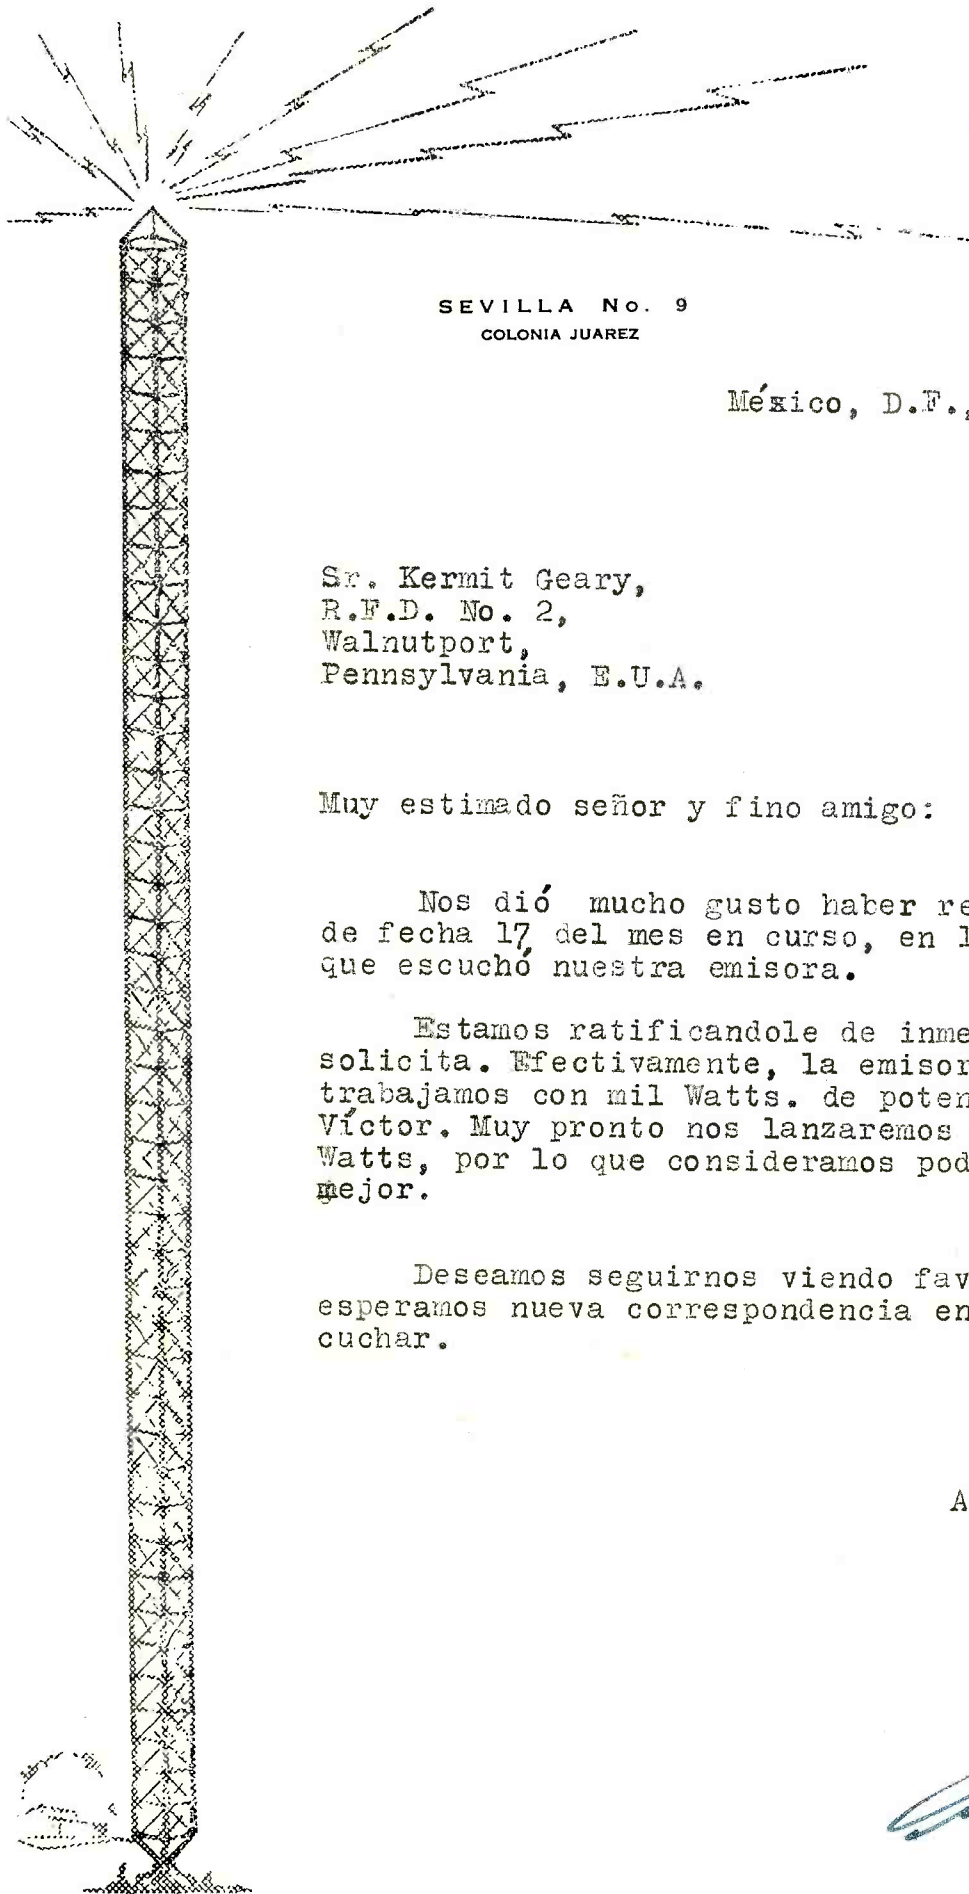 SEVILLA No. 9
COLONIA JUAREZ
México, D.F.,
Sr. Kermit Geary,
R.F.D. No. 2,
Walnutport,
Pennsylvania, E.U.A.
Muy estimado señor y fino amigo:
Nos dió mucho gusto haber re
de fecha 17 del mes en curso, en l
que escuchó nuestra emisora.
Estamos ratificandole de inme
solicita. Efectivamente, la emisor
trabajamos con mil Watts. de poten
Víctor. Muy pronto nos lanzaremos
Watts, por lo que consideramos pod
mejor.
Deseamos seguirnos viendo fav
esperamos nueva correspondencia en
cuchar.
A